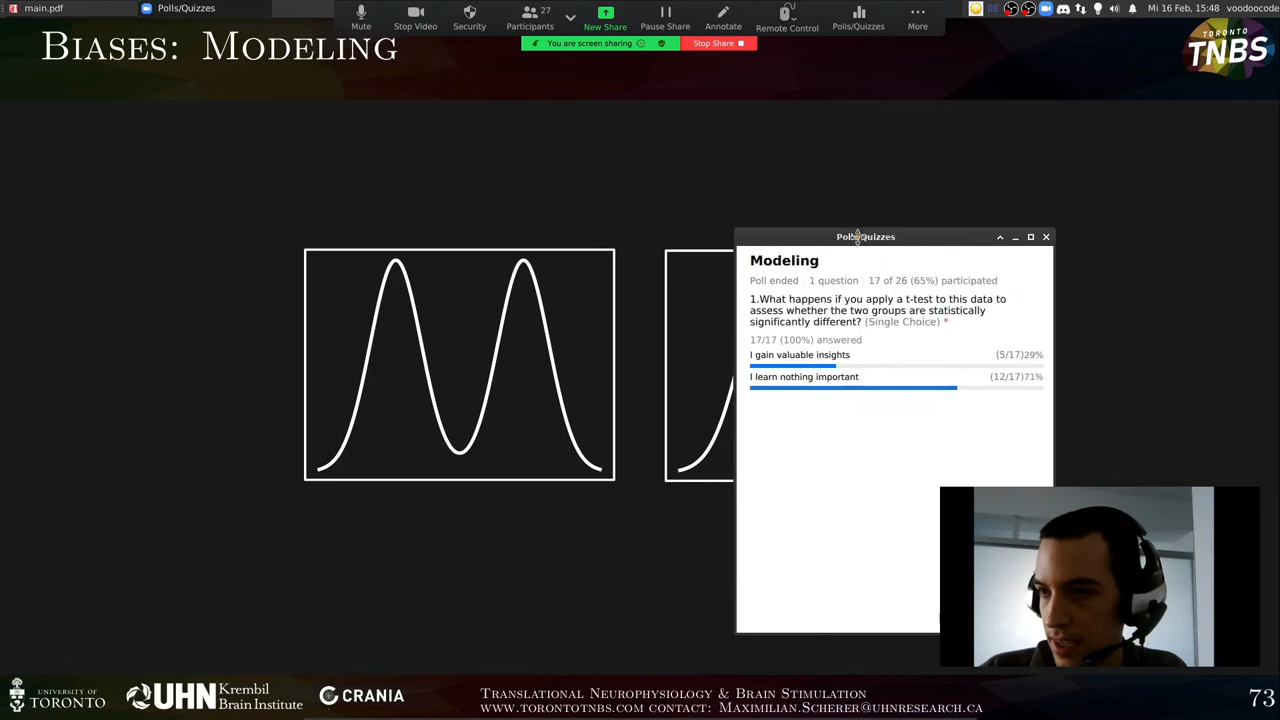 main.pdf
Polls/Quizzes
27
Mute
Stop Video
Security
Participants
New Share
Pause Share
Annotate
Remote Control
Polls/Quizzes
More
DE
Mi 16 Feb, 15:48
voodoocode
You are screen sharing
Stop Share
Biases: Modeling
TORONTO
TNBS
Polls/Quizzes
Modeling
Poll ended | 1 question | 17 of 26 (65%) participated
1.What happens if you apply a t-test to this data to
assess whether the two groups are statistically
significantly different? (Single Choice) *
17/17 (100%) answered
I gain valuable insights (5/17)29%
I learn nothing important (12/17)71%
UNIVERSITY OF
TORONTO
UHN
Krembil
Brain Institute
CRANIA
Translational Neurophysiology & Brain Stimulation
www.torontotnbs.com contact: Maximilian.Scherer@uhnresearch.ca
73